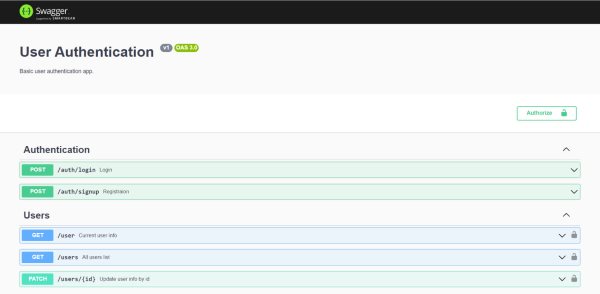 Swagger
Supported by SMARTBEAR
User Authentication v1 OAS 3.0
Basic user authentication app.
Authorize
Authentication
POST /auth/login Login
POST /auth/signup Registraion
Users
GET /user Current user info
GET /users All users list
PATCH /users/{id} Update user info by id